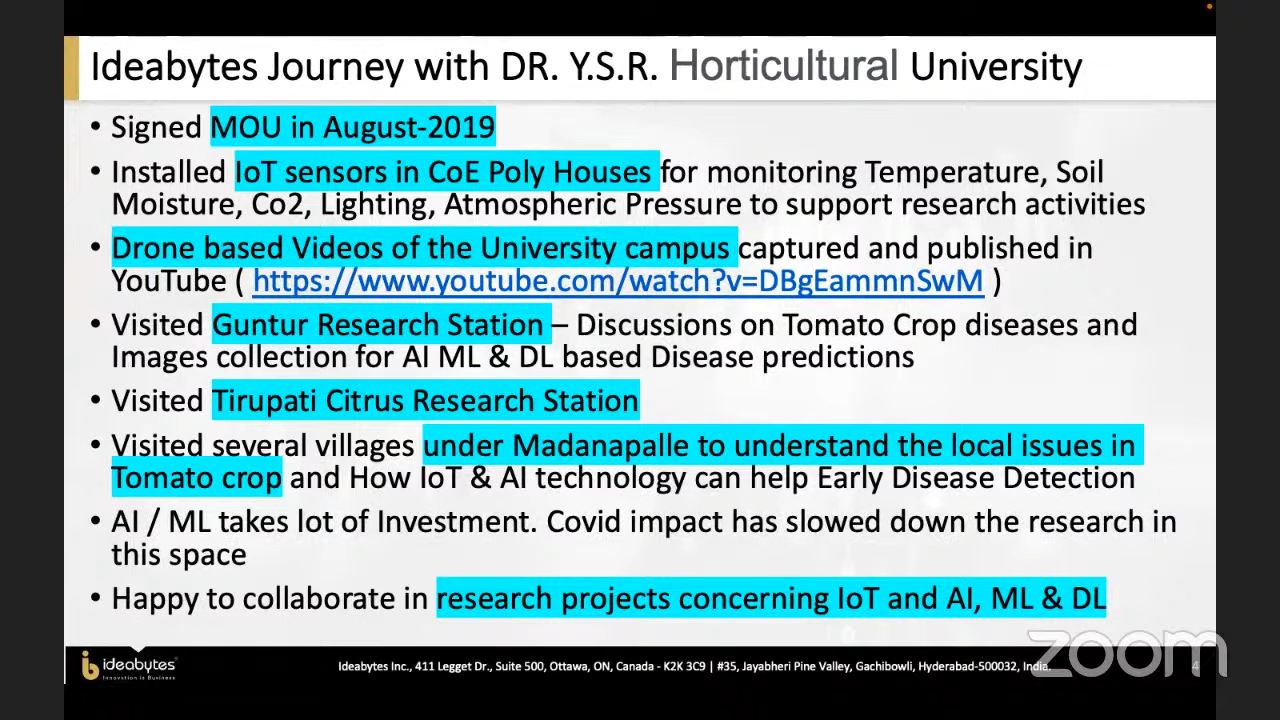 Ideabytes Journey with DR. Y.S.R. Horticultural University
• Signed MOU in August-2019
• Installed IoT sensors in CoE Poly Houses for monitoring Temperature, Soil
Moisture, Co2, Lighting, Atmospheric Pressure to support research activities
• Drone based Videos of the University campus captured and published in
YouTube ( https://www.youtube.com/watch?v=DBgEammnSwM )
• Visited Guntur Research Station – Discussions on Tomato Crop diseases and
Images collection for AI ML & DL based Disease predictions
• Visited Tirupati Citrus Research Station
• Visited several villages under Madanapalle to understand the local issues in
Tomato crop and How IoT & AI technology can help Early Disease Detection
• AI / ML takes lot of Investment. Covid impact has slowed down the research in
this space
• Happy to collaborate in research projects concerning IoT and AI, ML & DL
ideabytes
Innovation is Business
Ideabytes Inc., 411 Legget Dr., Suite 500, Ottawa, ON, Canada - K2K 3C9 | #35, Jayabheri Pine Valley, Gachibowli, Hyderabad-500032, India.
4
zoom